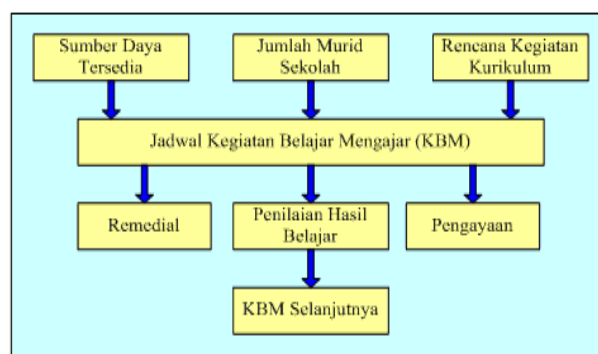 Sumber Daya
Tersedia
Jumlah Murid
Sekolah
Rencana Kegiatan
Kurikulum
Jadwal Kegiatan Belajar Mengajar (KBM)
Remedial
Penilaian Hasil
Belajar
Pengayaan
KBM Selanjutnya